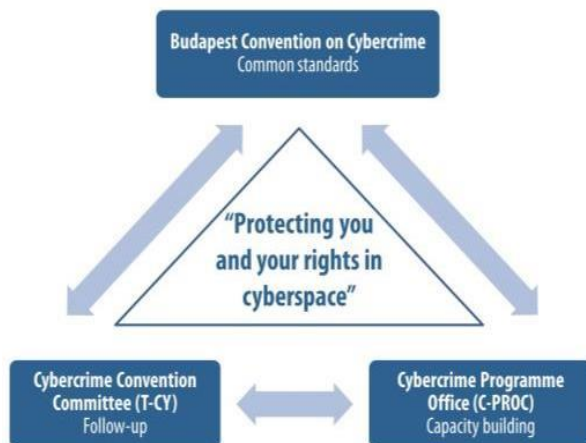 Budapest Convention on Cybercrime
Common standards
“Protecting you
and your rights in
cyberspace”
Cybercrime Convention
Committee (T-CY)
Follow-up
Cybercrime Programme
Office (C-PROC)
Capacity building